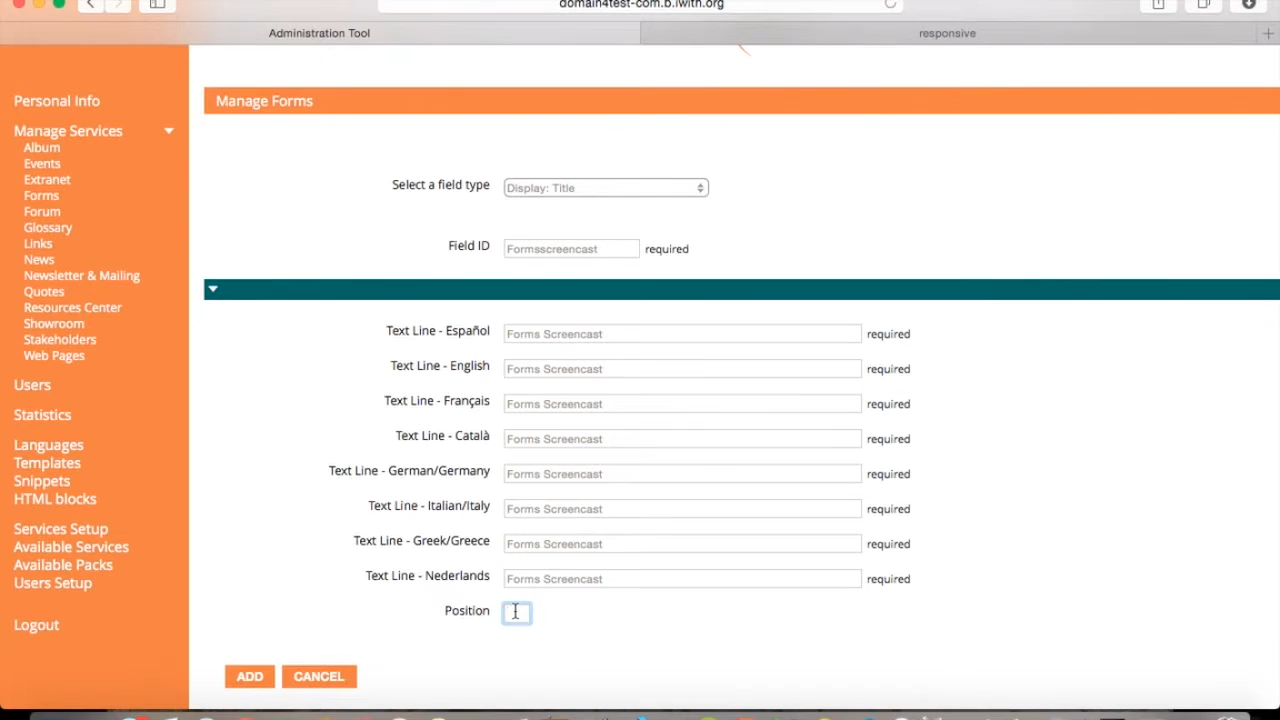 domain4test-com.b.iwith.org
Administration Tool
responsive
Personal Info
Manage Services
Album
Events
Extranet
Forms
Forum
Glossary
Links
News
Newsletter & Mailing
Quotes
Resources Center
Showroom
Stakeholders
Web Pages
Users
Statistics
Languages
Templates
Snippets
HTML blocks
Services Setup
Available Services
Available Packs
Users Setup
Logout
Manage Forms
Select a field type Display: Title
Field ID Formsscreencast required
Text Line - Español Forms Screencast required
Text Line - English Forms Screencast required
Text Line - Français Forms Screencast required
Text Line - Català Forms Screencast required
Text Line - German/Germany Forms Screencast required
Text Line - Italian/Italy Forms Screencast required
Text Line - Greek/Greece Forms Screencast required
Text Line - Nederlands Forms Screencast required
Position
ADD CANCEL